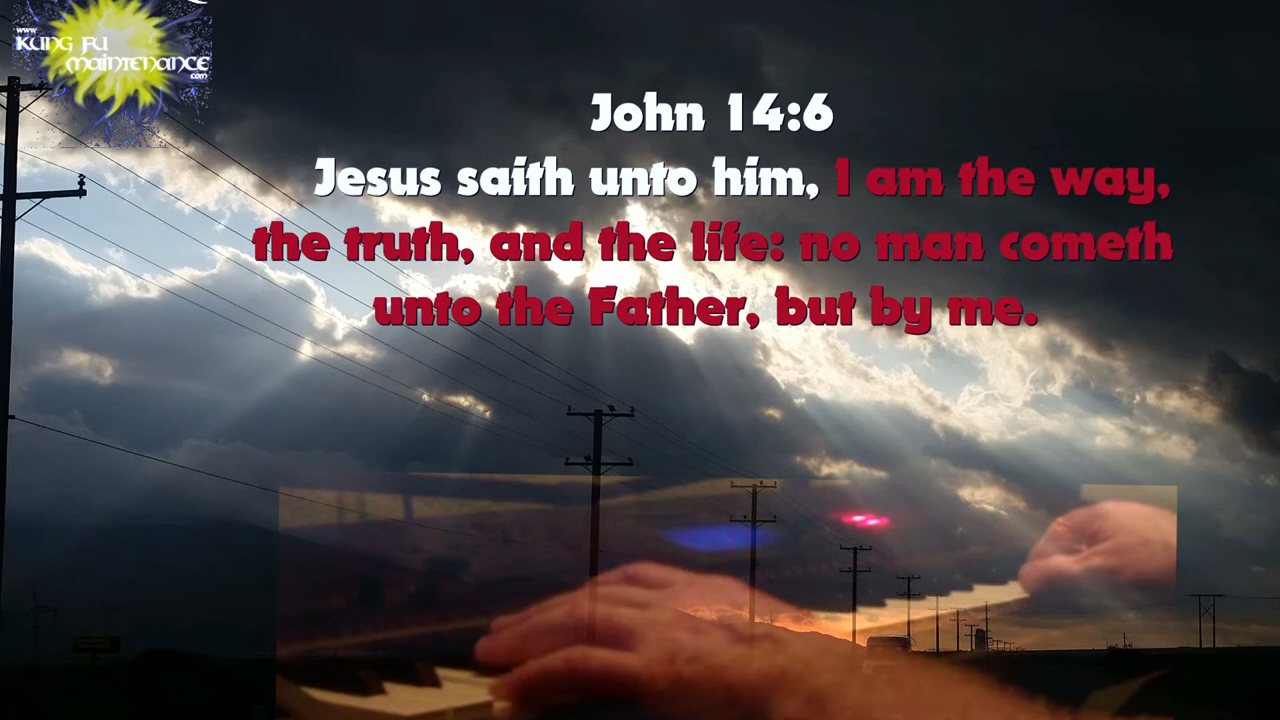 www
KUNG FU
MAINTENANCE
.com
John 14:6
Jesus saith unto him, I am the way,
the truth, and the life: no man cometh
unto the Father, but by me.